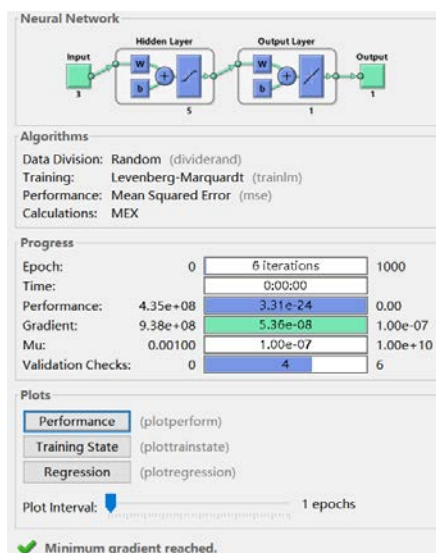 Neural Network
Hidden Layer Output Layer
Input Output
W W
b b
3 5 1 1
Algorithms
Data Division: Random (dividerand)
Training: Levenberg-Marquardt (trainlm)
Performance: Mean Squared Error (mse)
Calculations: MEX
Progress
Epoch: 0 6 iterations 1000
Time: 0:00:00
Performance: 4.35e+08 3.31e-24 0.00
Gradient: 9.38e+08 5.36e-08 1.00e-07
Mu: 0.00100 1.00e-07 1.00e+10
Validation Checks: 0 4 6
Plots
Performance (plotperform)
Training State (plottrainstate)
Regression (plotregression)
Plot Interval: 1 epochs
Minimum gradient reached.